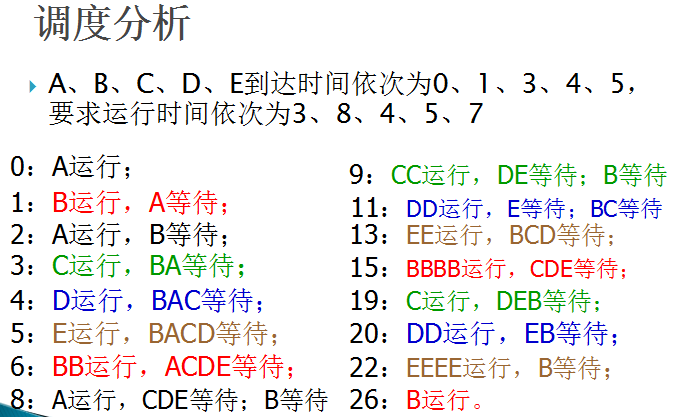 调度分析
A、B、C、D、E到达时间依次为0、1、3、4、5，
要求运行时间依次为3、8、4、5、7
0：A运行；
1：B运行，A等待；
2：A运行，B等待；
3：C运行，BA等待；
4：D运行，BAC等待；
5：E运行，BACD等待；
6：BB运行，ACDE等待；
8：A运行，CDE等待；B等待
9：CC运行，DE等待；B等待
11：DD运行，E等待；BC等待
13：EE运行，BCD等待；
15：BBBB运行，CDE等待；
19：C运行，DEB等待；
20：DD运行，EB等待；
22：EEEE运行，B等待；
26：B运行。